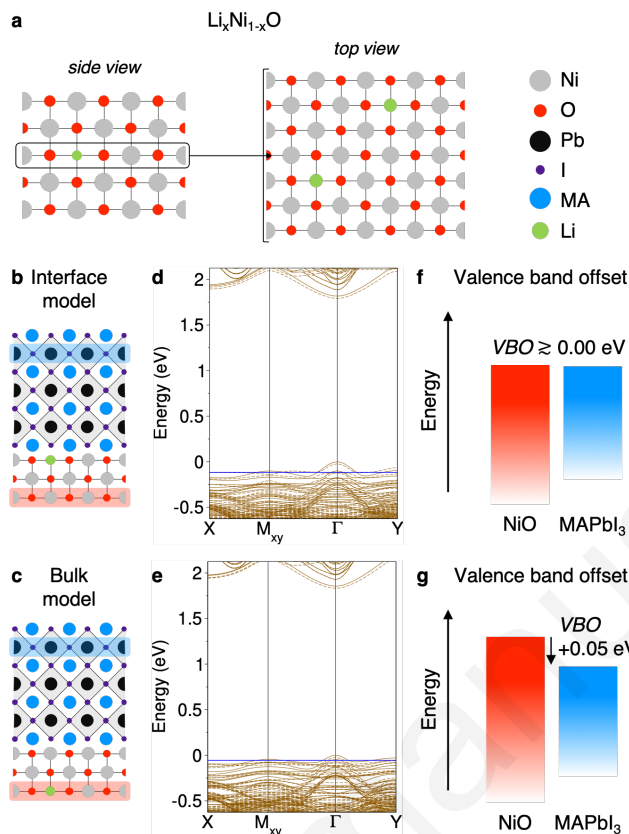 a
LiₓNi₁₋ₓO
side view
top view
Ni
O
Pb
I
MA
Li
b Interface model
d
2
1.5
1
0.5
0
-0.5
Energy (eV)
X Mxy Γ Y
f Valence band offset
VBO ≳ 0.00 eV
Energy
NiO MAPbI₃
c Bulk model
e
2
1.5
1
0.5
0
-0.5
Energy (eV)
X Mxy Γ Y
g Valence band offset
VBO
+0.05 eV
Energy
NiO MAPbI₃